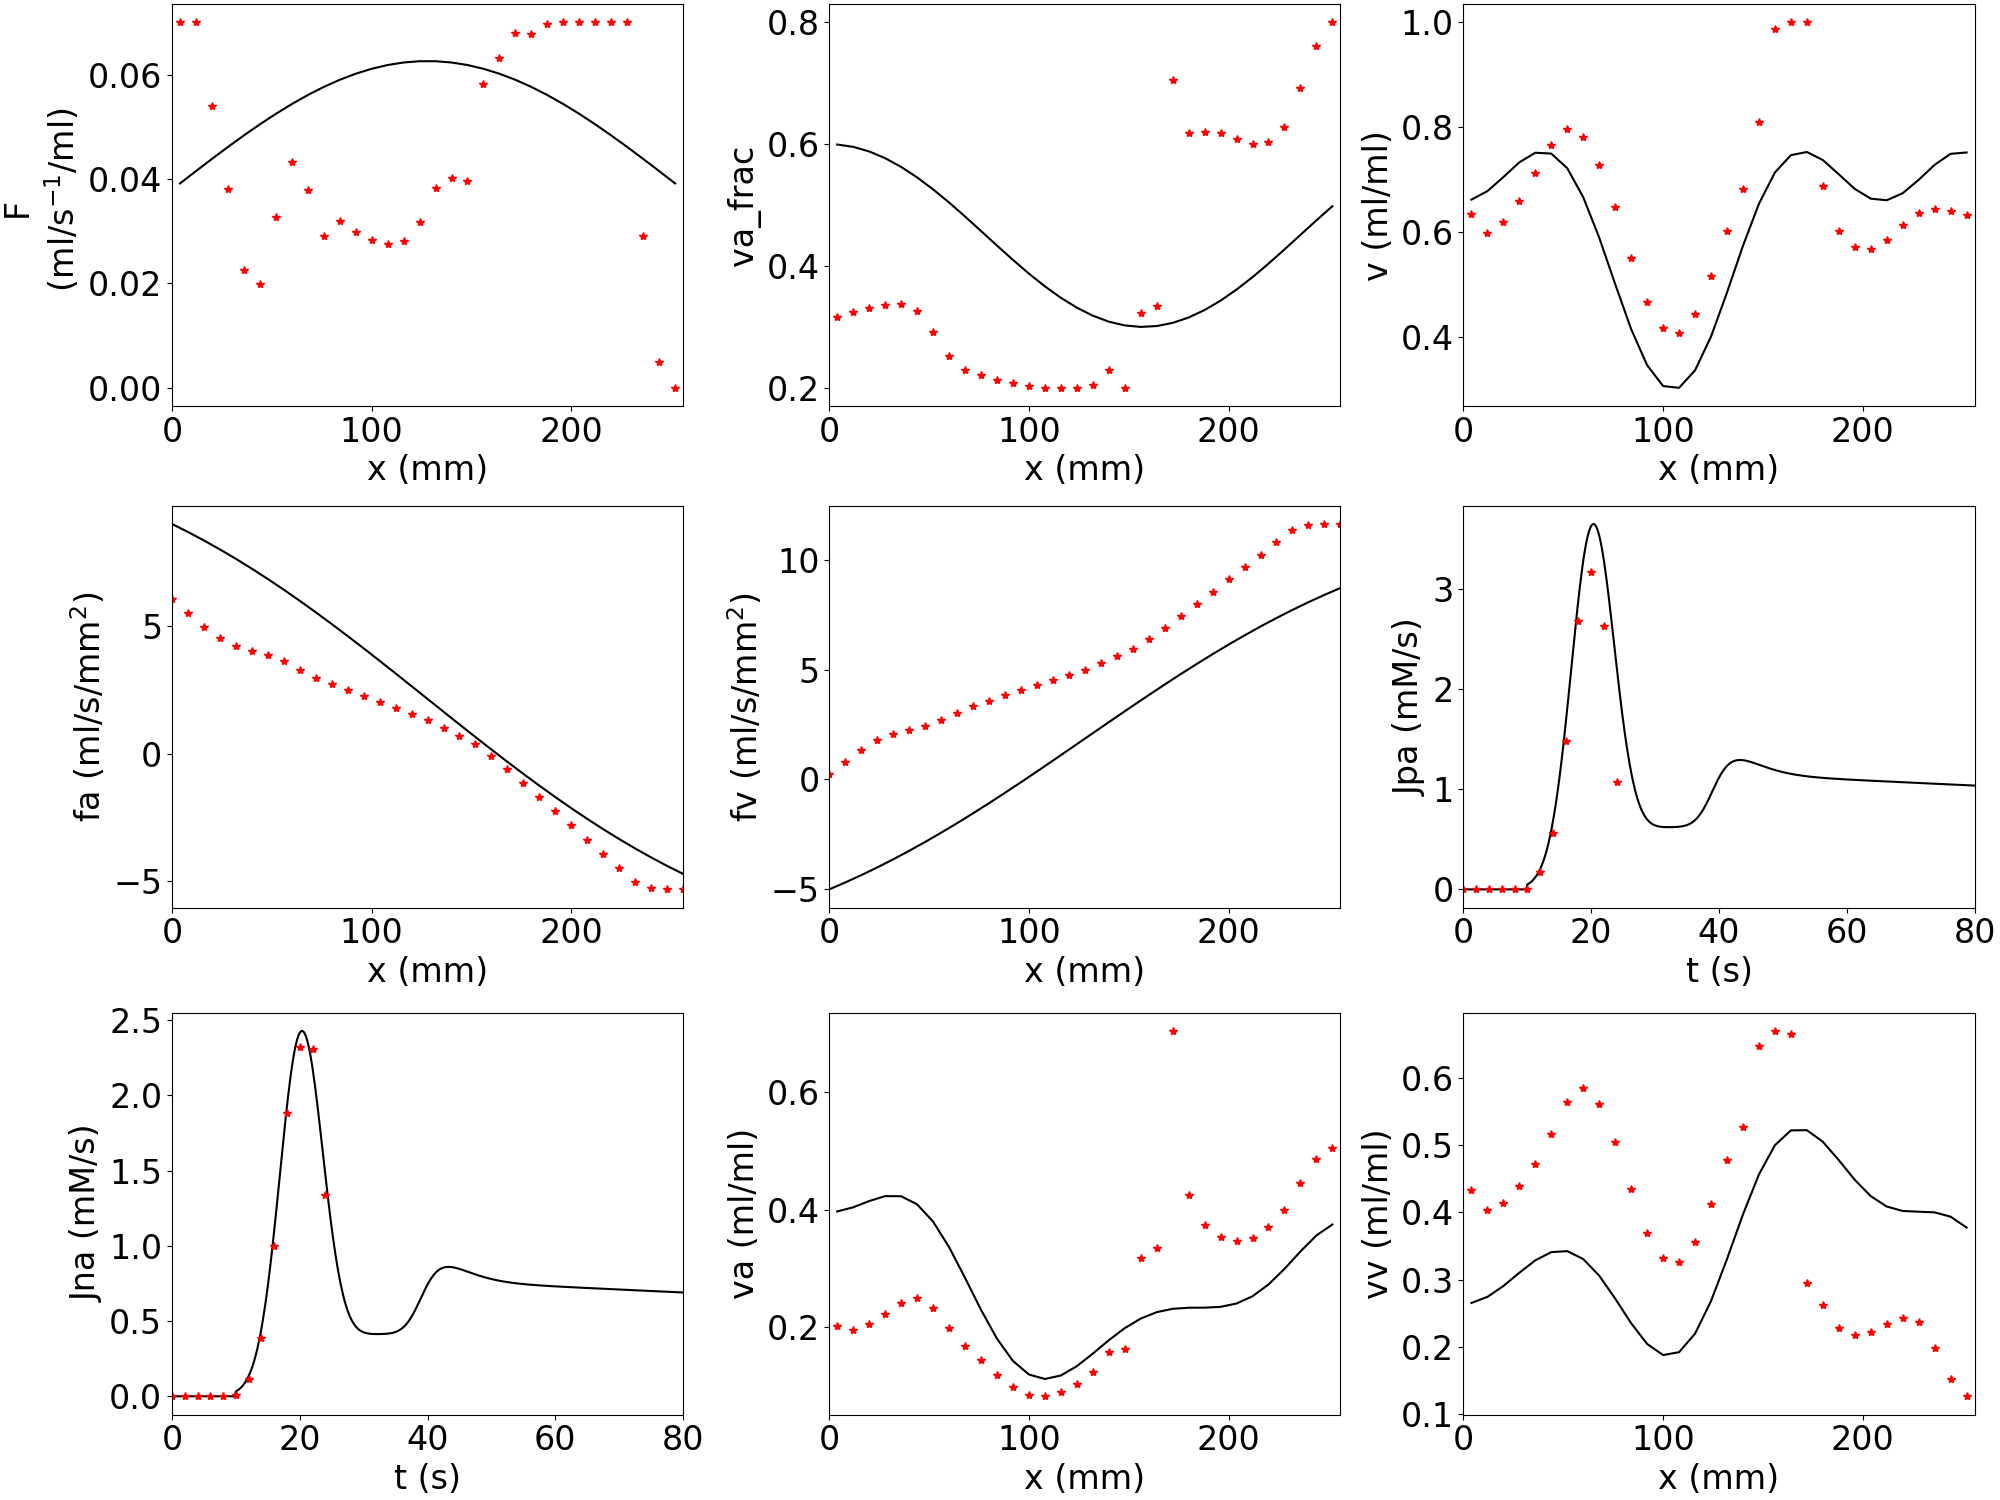 F
(ml/s⁻¹/ml)
0.06
0.04
0.02
0.00
0 100 200
x (mm)
va_frac
0.8
0.6
0.4
0.2
0 100 200
x (mm)
v (ml/ml)
1.0
0.8
0.6
0.4
0 100 200
x (mm)
fa (ml/s/mm²)
5
0
−5
0 100 200
x (mm)
fv (ml/s/mm²)
10
5
0
−5
0 100 200
x (mm)
Jpa (mM/s)
3
2
1
0
0 20 40 60 80
t (s)
Jna (mM/s)
2.5
2.0
1.5
1.0
0.5
0.0
0 20 40 60 80
t (s)
va (ml/ml)
0.6
0.4
0.2
0 100 200
x (mm)
vv (ml/ml)
0.6
0.5
0.4
0.3
0.2
0.1
0 100 200
x (mm)